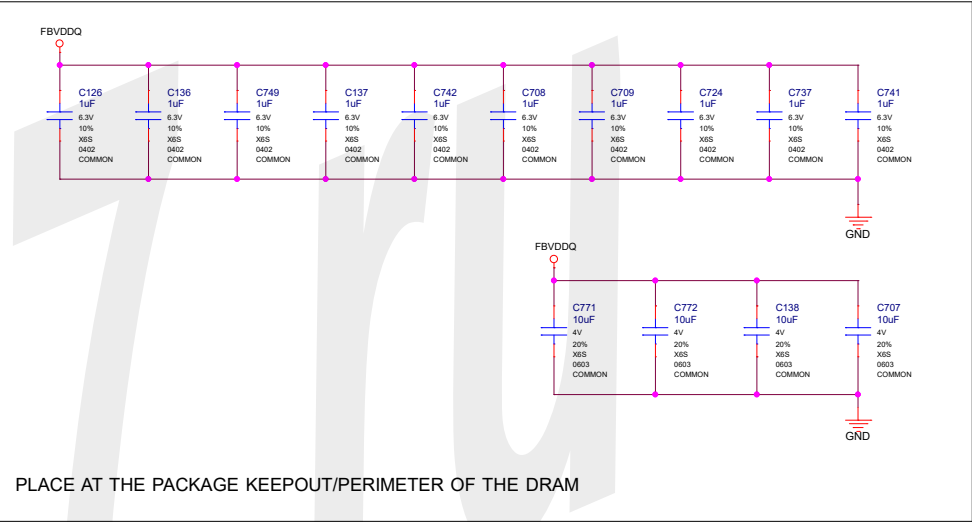 FBVDDQ
C126
1uF
6.3V
10%
X6S
0402
COMMON
C136
1uF
6.3V
10%
X6S
0402
COMMON
C749
1uF
6.3V
10%
X6S
0402
COMMON
C137
1uF
6.3V
10%
X6S
0402
COMMON
C742
1uF
6.3V
10%
X6S
0402
COMMON
C708
1uF
6.3V
10%
X6S
0402
COMMON
C709
1uF
6.3V
10%
X6S
0402
COMMON
C724
1uF
6.3V
10%
X6S
0402
COMMON
C737
1uF
6.3V
10%
X6S
0402
COMMON
C741
1uF
6.3V
10%
X6S
0402
COMMON
GND
FBVDDQ
C771
10uF
4V
20%
X6S
0603
COMMON
C772
10uF
4V
20%
X6S
0603
COMMON
C138
10uF
4V
20%
X6S
0603
COMMON
C707
10uF
4V
20%
X6S
0603
COMMON
GND
PLACE AT THE PACKAGE KEEPOUT/PERIMETER OF THE DRAM